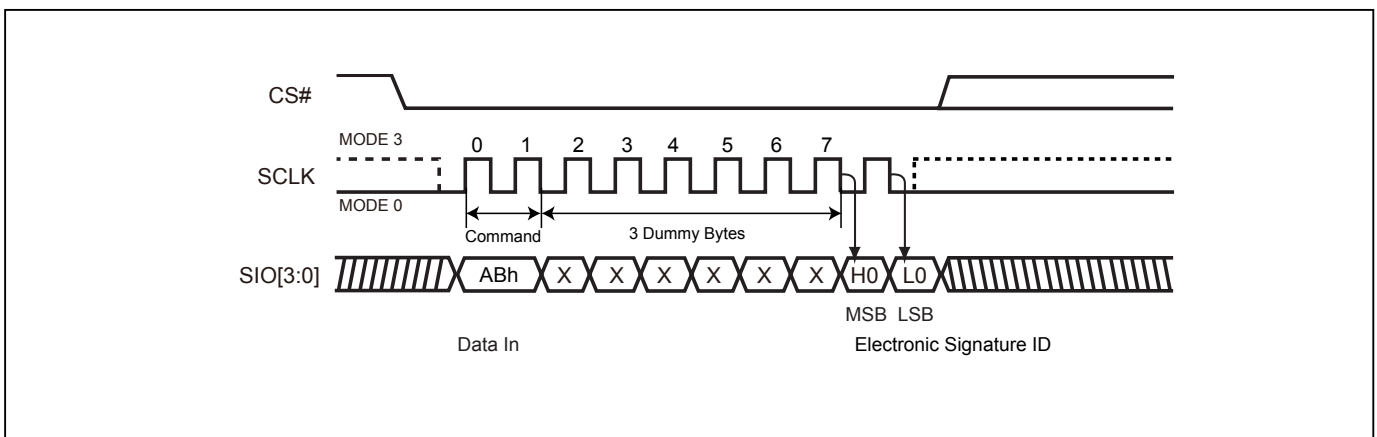 CS#
MODE 3
0 1 2 3 4 5 6 7
SCLK
MODE 0
Command
3 Dummy Bytes
SIO[3:0]
ABh X X X X X X H0 L0
MSB LSB
Data In
Electronic Signature ID